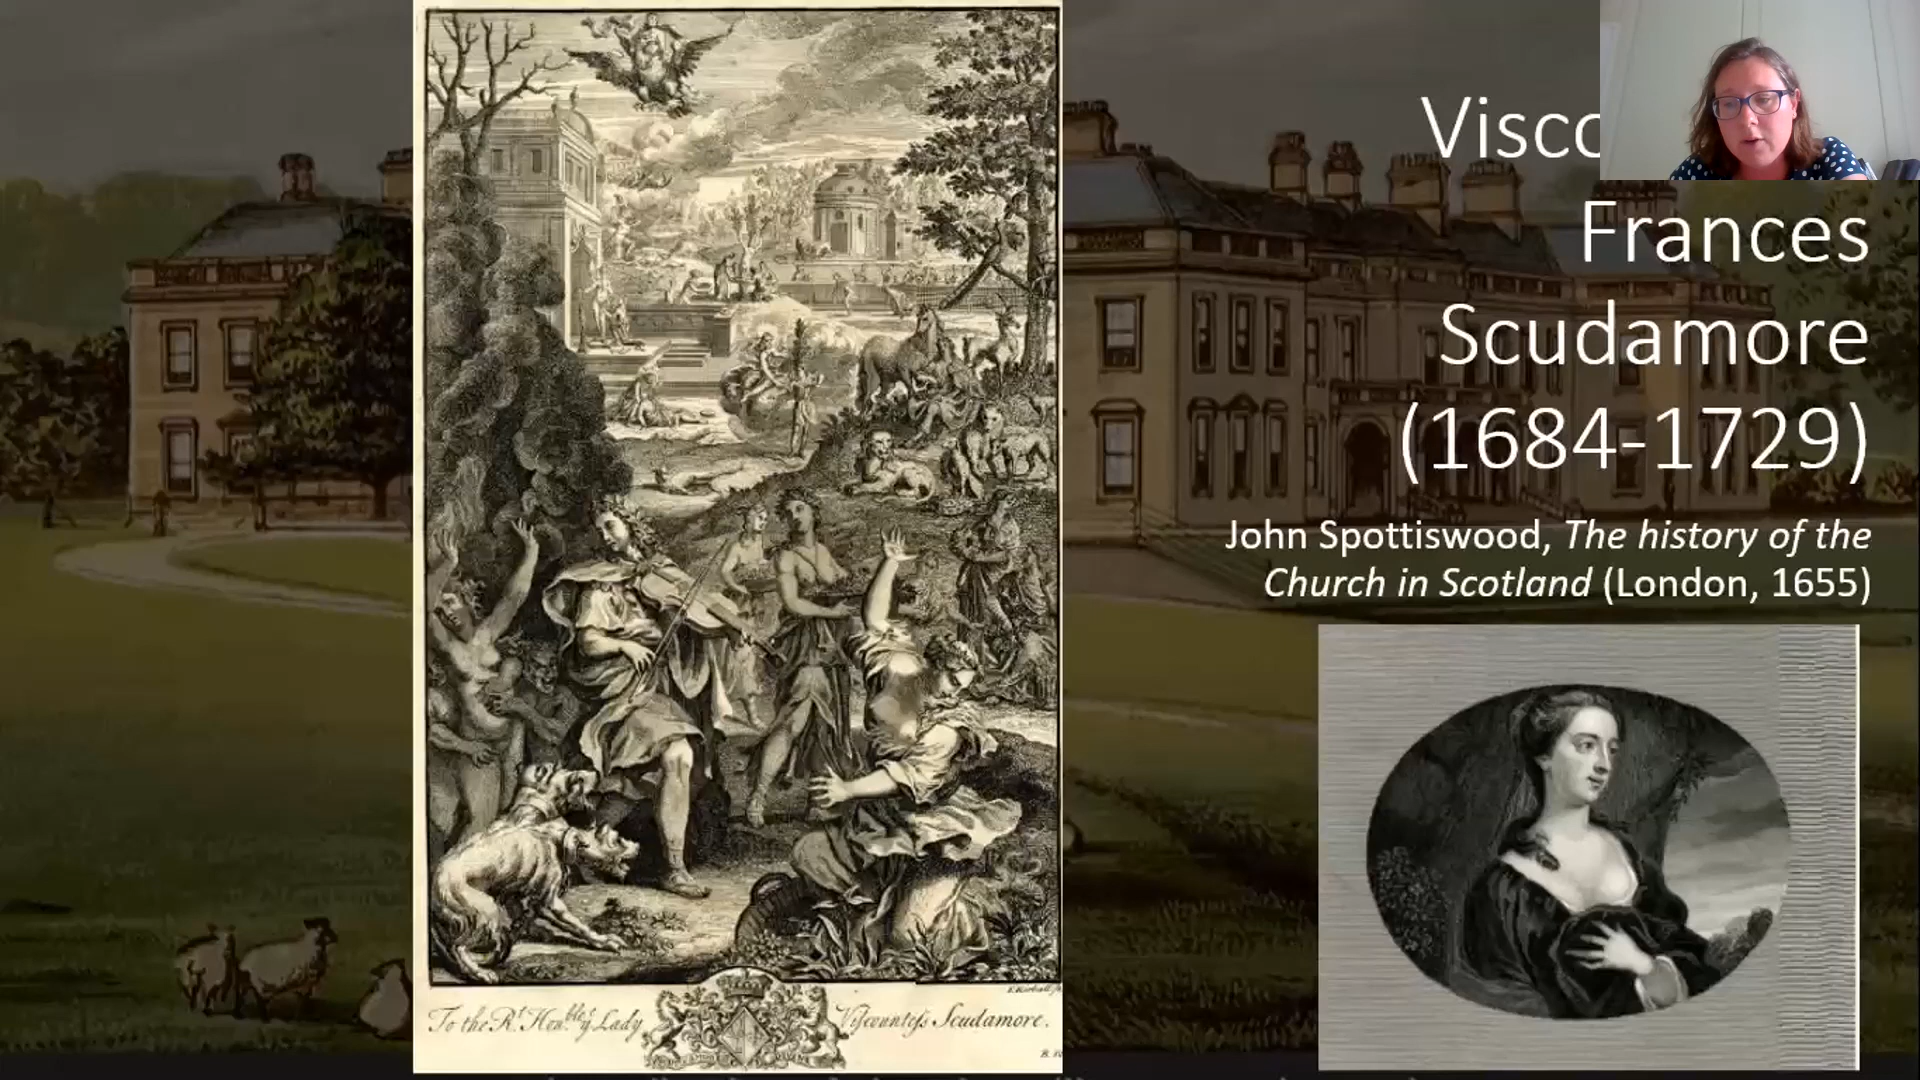 Visco
Frances
Scudamore
(1684-1729)
John Spottiswood, The history of the
Church in Scotland (London, 1655)
To the Rt. Honble. ye Lady Viscountess Scudamore.